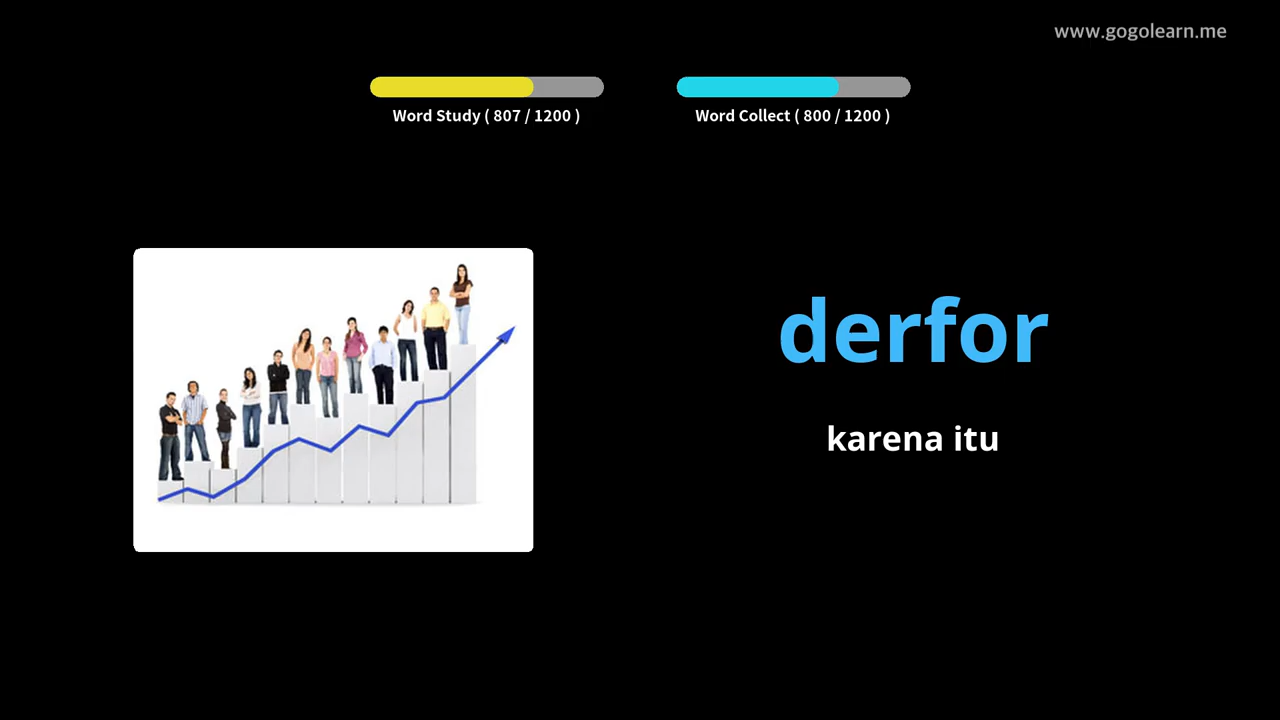 www.gogolearn.me
Word Study ( 807 / 1200 )
Word Collect ( 800 / 1200 )
derfor
karena itu